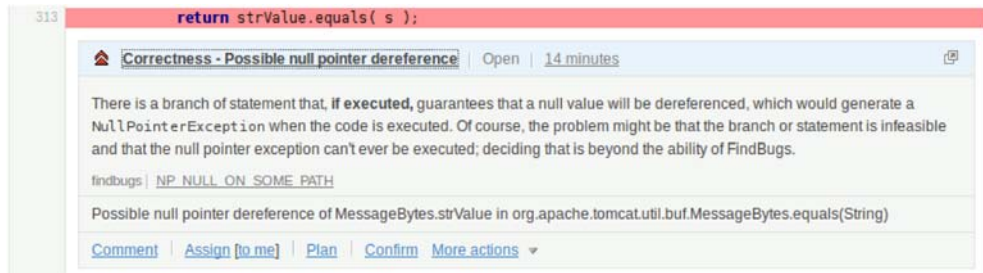 313 return strValue.equals( s );
Correctness - Possible null pointer dereference | Open | 14 minutes
There is a branch of statement that, if executed, guarantees that a null value will be dereferenced, which would generate a
NullPointerException when the code is executed. Of course, the problem might be that the branch or statement is infeasible
and that the null pointer exception can't ever be executed; deciding that is beyond the ability of FindBugs.
findbugs | NP_NULL_ON_SOME_PATH
Possible null pointer dereference of MessageBytes.strValue in org.apache.tomcat.util.buf.MessageBytes.equals(String)
Comment | Assign [to me] | Plan | Confirm More actions